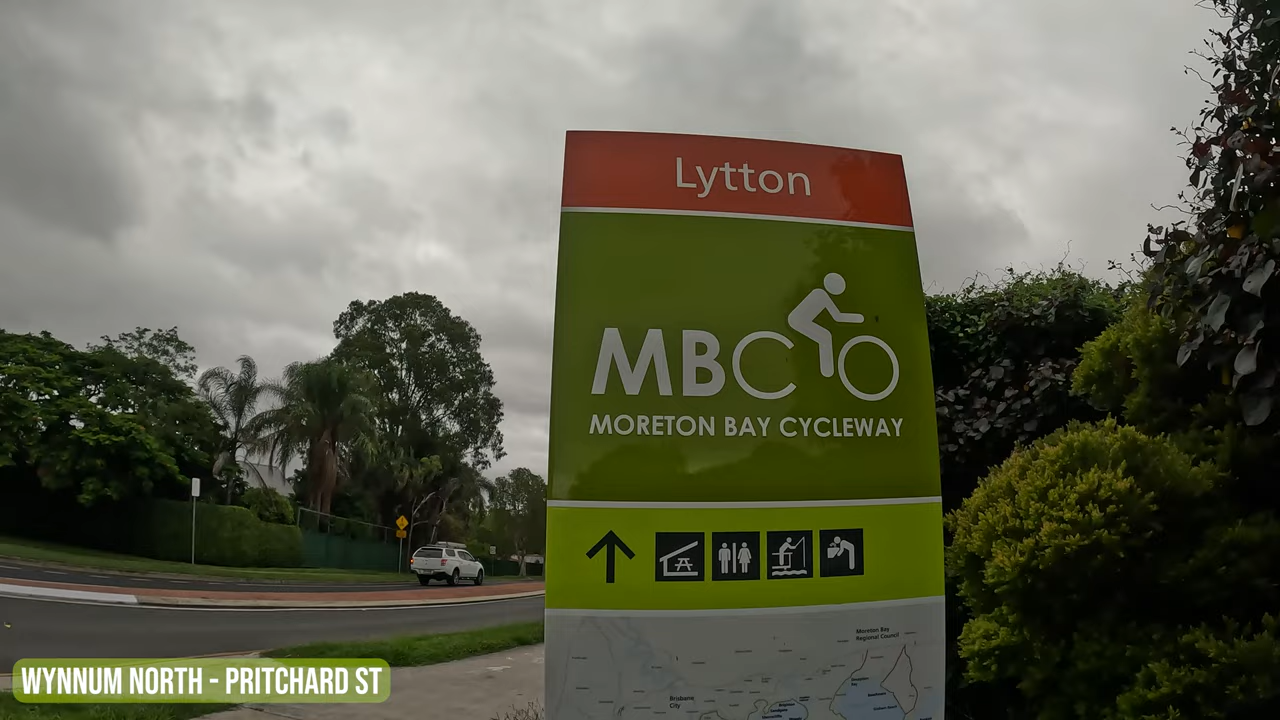 Lytton
MBC
MORETON BAY CYCLEWAY
Moreton Bay
Regional Council
Brisbane
City
WYNNUM NORTH - PRITCHARD ST